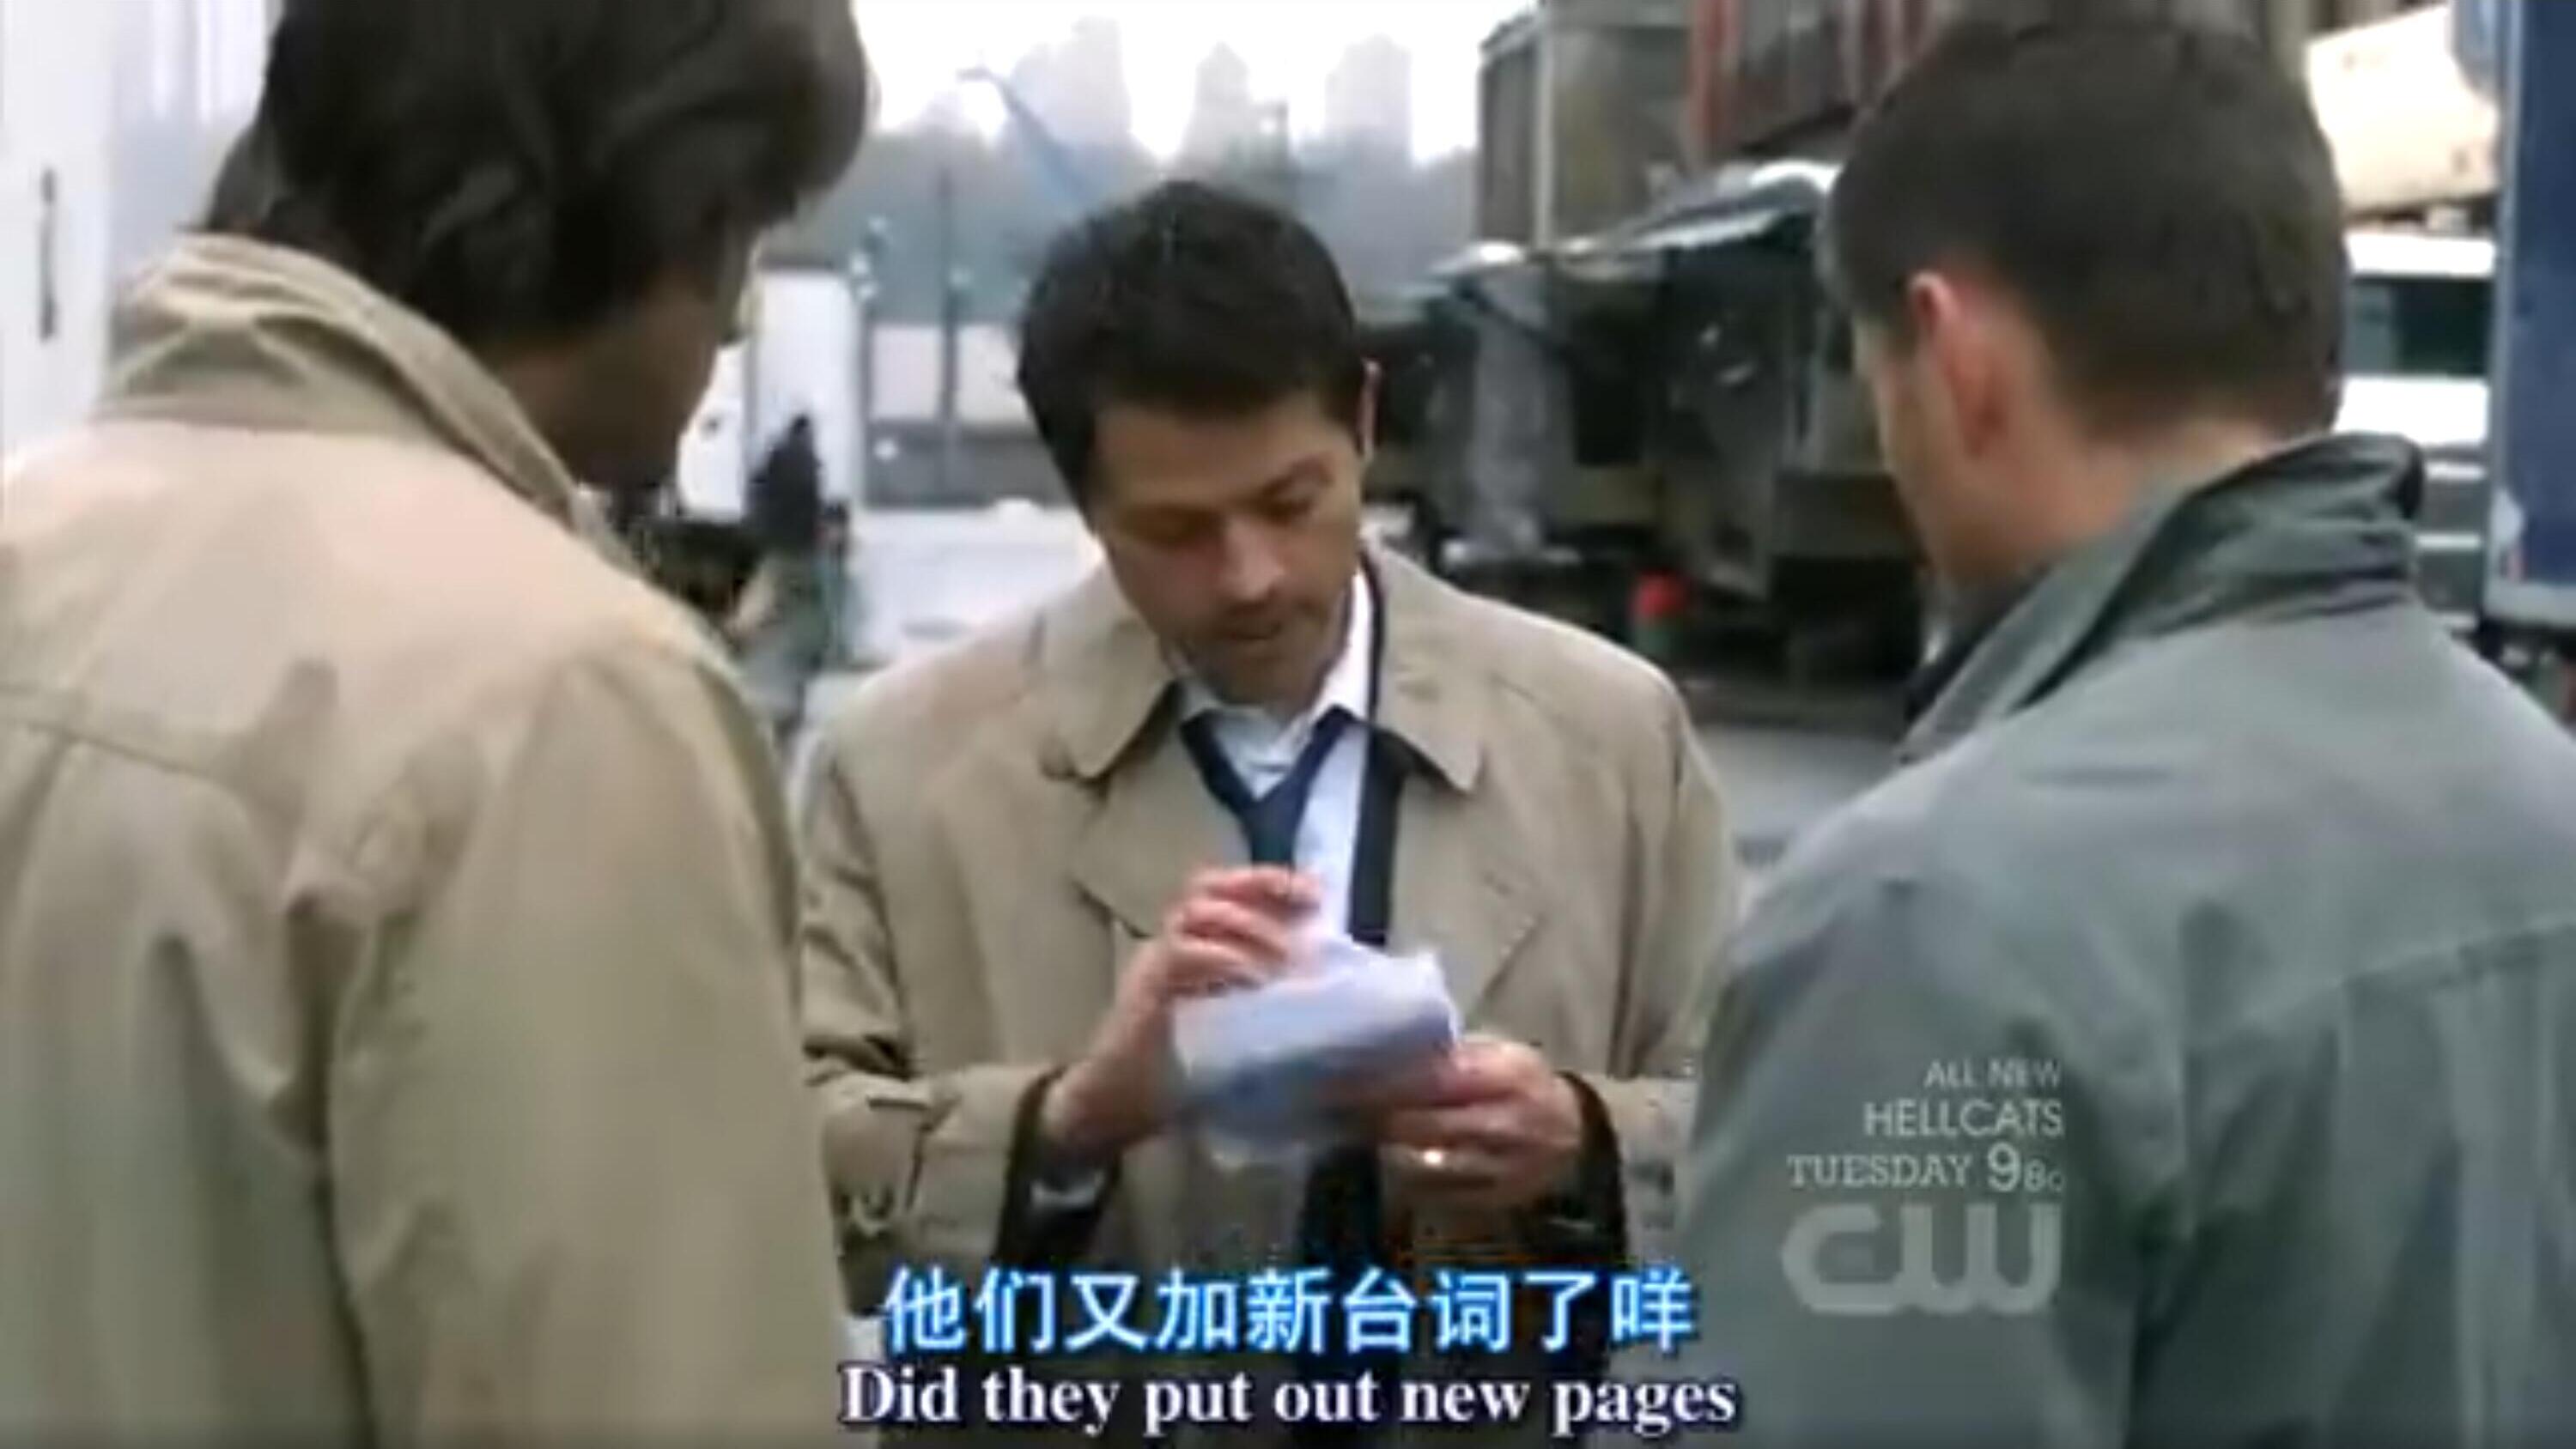 ALL NEW
HELLCATS
TUESDAY 98c
CW
他们又加新台词了咩
Did they put out new pages